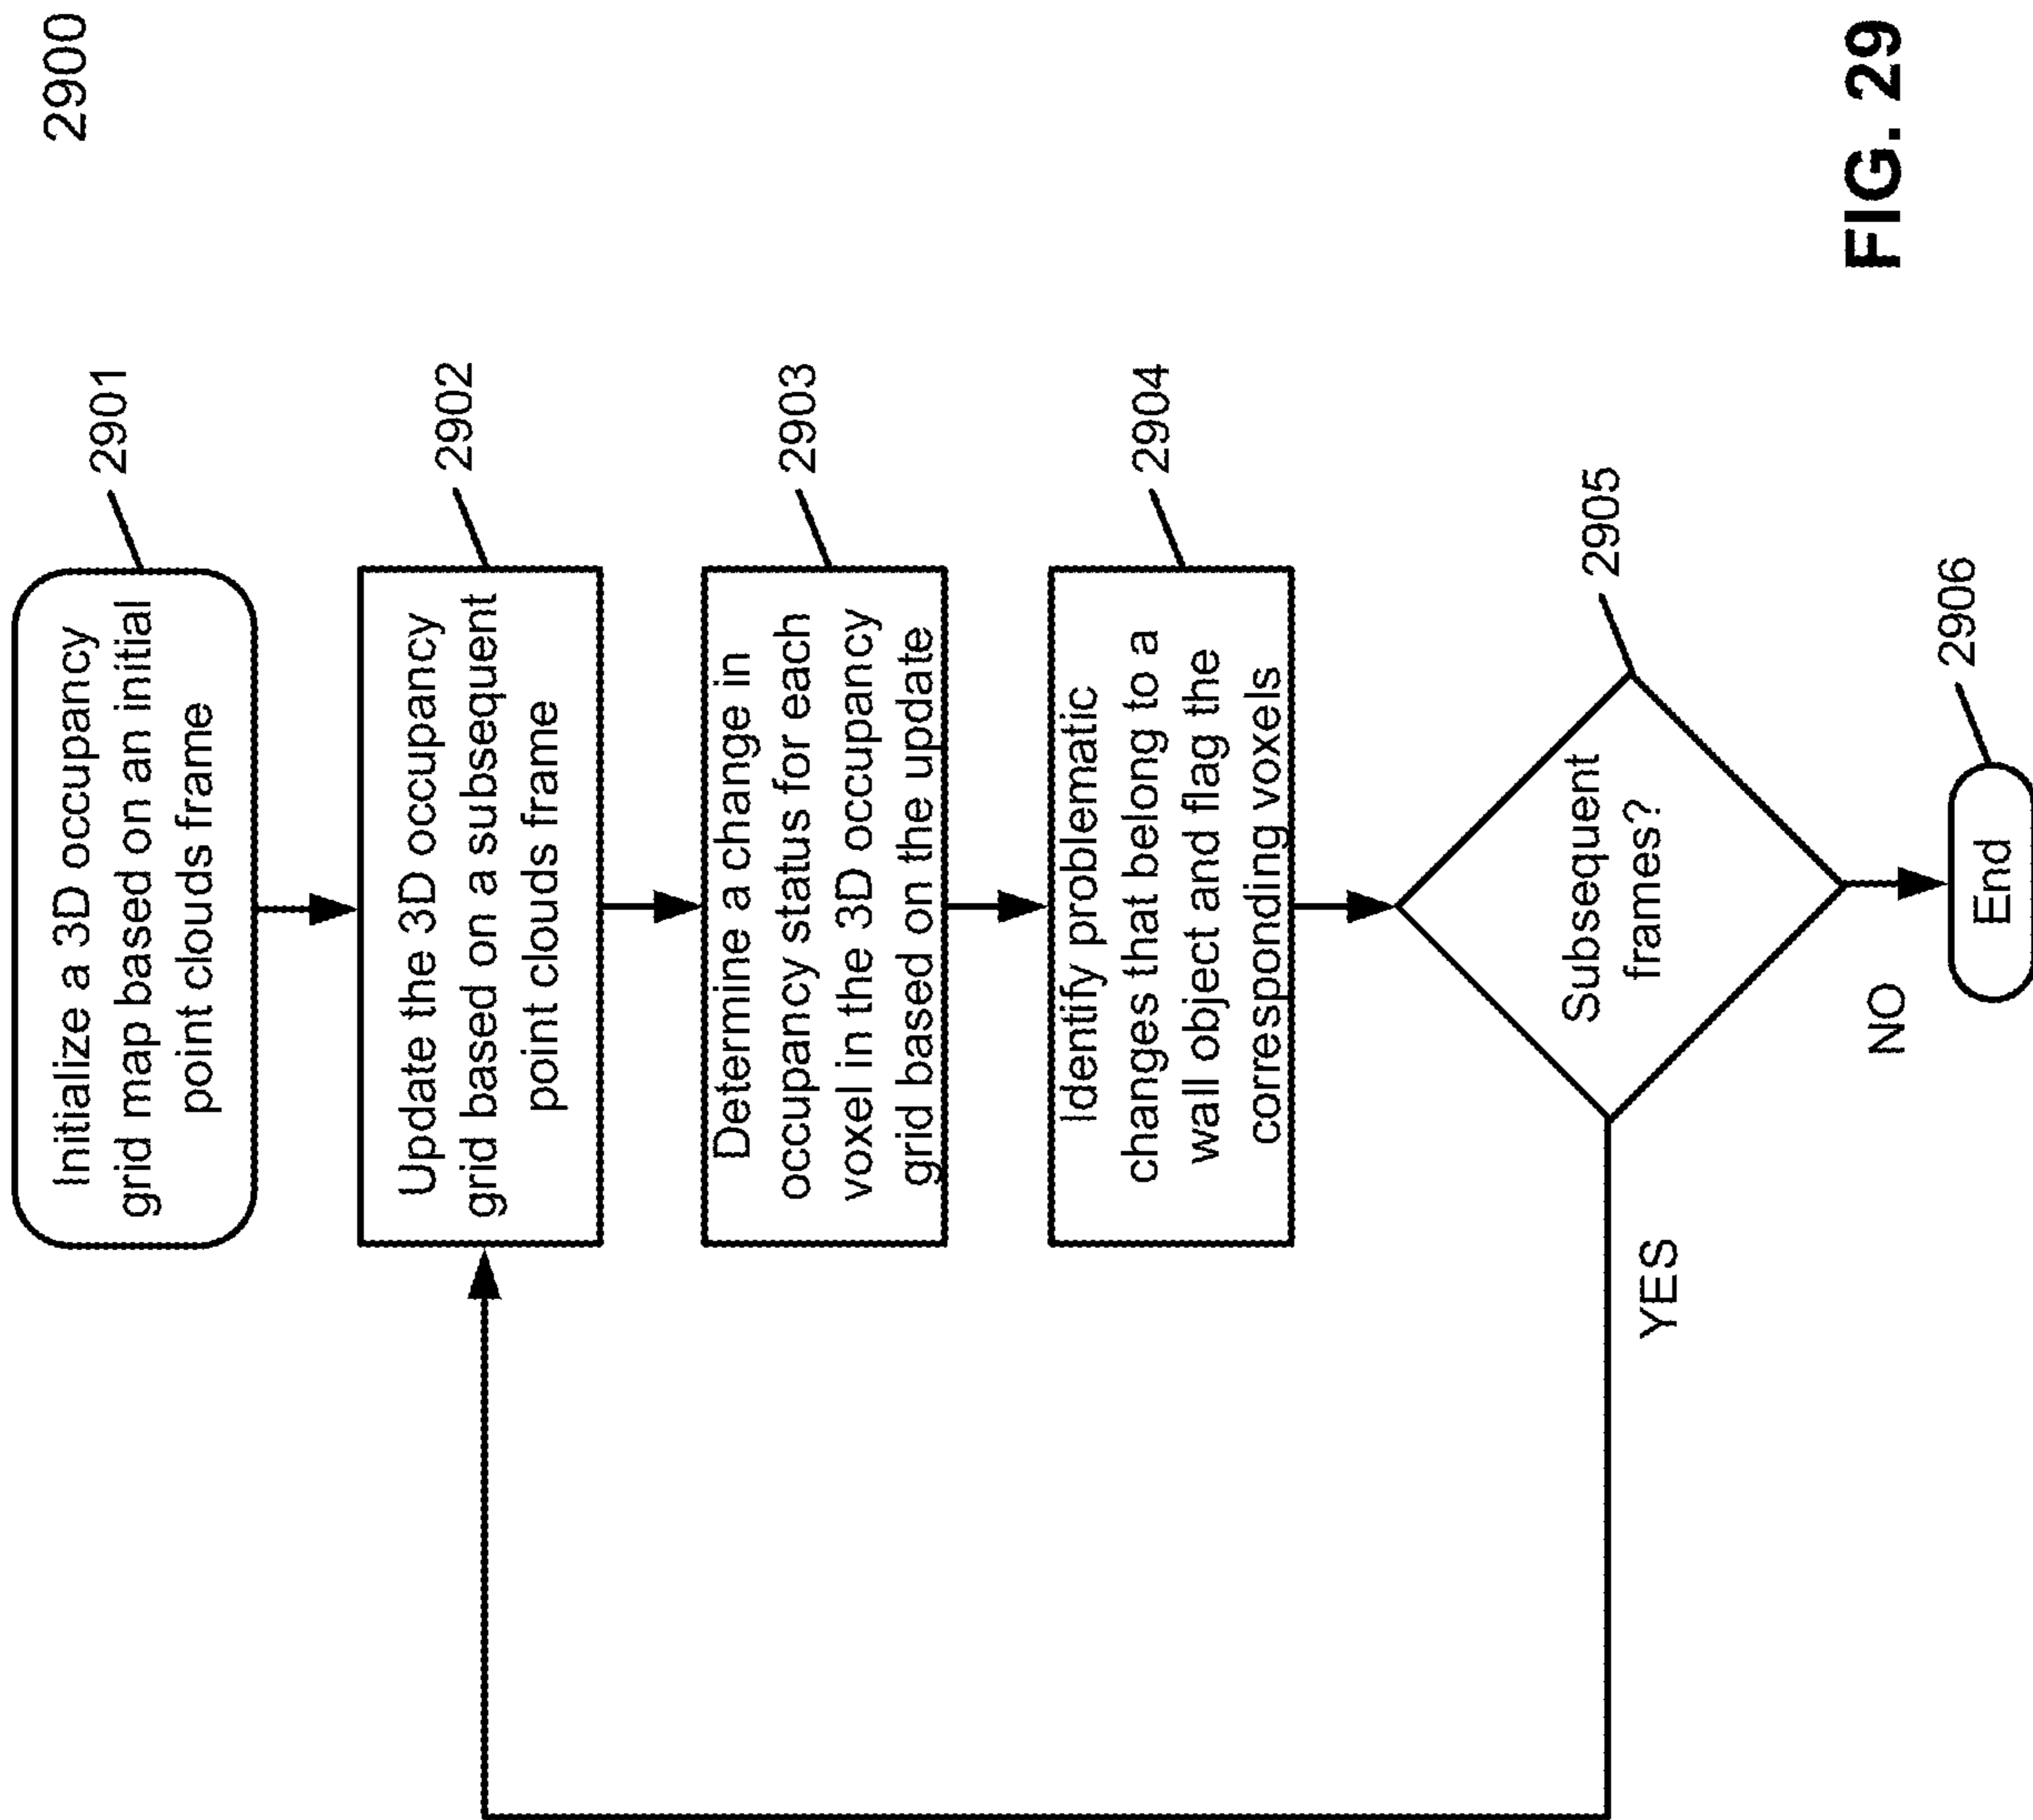 2900
Initialize a 3D occupancy
grid map based on an initial
point clouds frame
2901
Update the 3D occupancy
grid based on a subsequent
point clouds frame
2902
Determine a change in
occupancy status for each
voxel in the 3D occupancy
grid based on the update
2903
Identify problematic
changes that belong to a
wall object and flag the
corresponding voxels
2904
Subsequent
frames?
2905
YES
NO
End
2906
FIG. 29